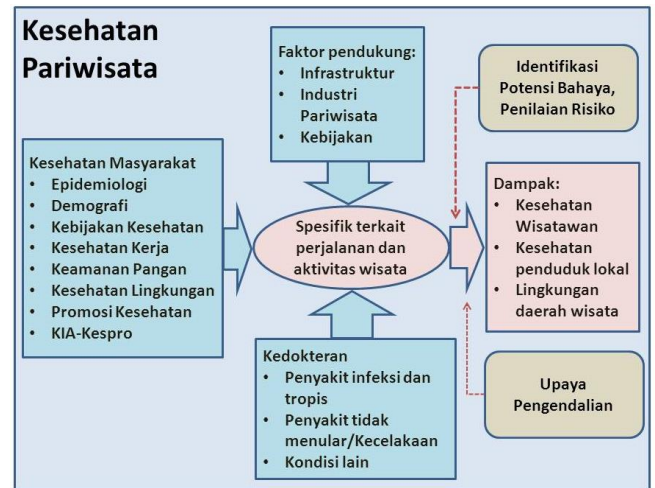 Kesehatan
Pariwisata
Faktor pendukung:
• Infrastruktur
• Industri
Pariwisata
• Kebijakan
Identifikasi
Potensi Bahaya,
Penilaian Risiko
Kesehatan Masyarakat
• Epidemiologi
• Demografi
• Kebijakan Kesehatan
• Kesehatan Kerja
• Keamanan Pangan
• Kesehatan Lingkungan
• Promosi Kesehatan
• KIA-Kespro
Spesifik terkait
perjalanan dan
aktivitas wisata
Dampak:
• Kesehatan
Wisatawan
• Kesehatan
penduduk lokal
• Lingkungan
daerah wisata
Kedokteran
• Penyakit infeksi dan
tropis
• Penyakit tidak
menular/Kecelakaan
• Kondisi lain
Upaya
Pengendalian